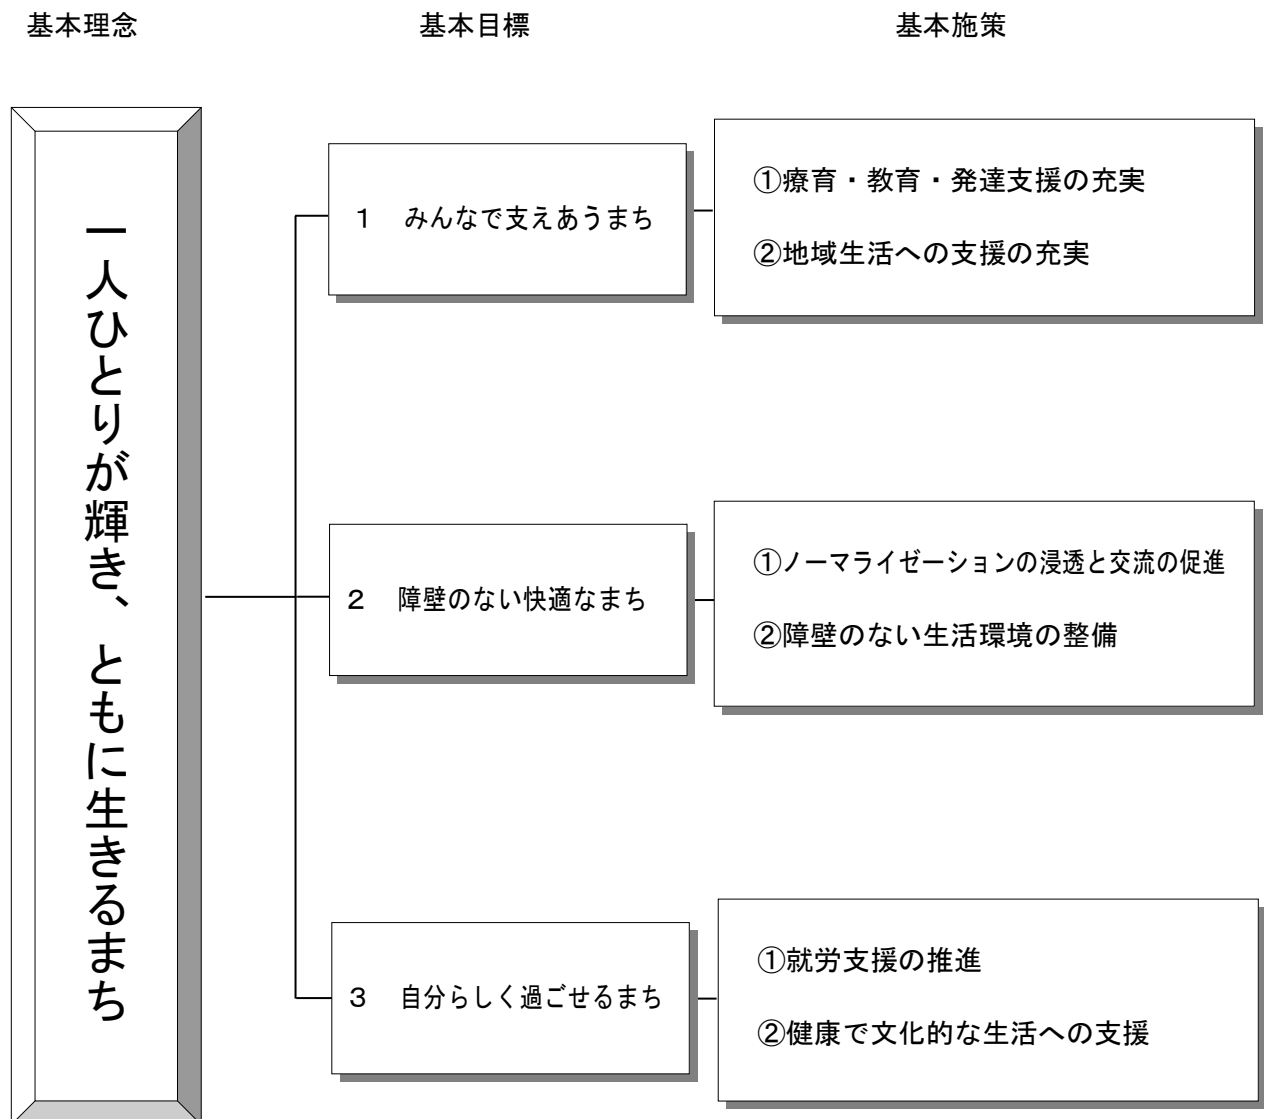 基本理念
基本目標
基本施策
一人ひとりが輝き、ともに生きるまち
1 みんなで支えあうまち
①療育・教育・発達支援の充実
②地域生活への支援の充実
2 障壁のない快適なまち
①ノーマライゼーションの浸透と交流の促進
②障壁のない生活環境の整備
3 自分らしく過ごせるまち
①就労支援の推進
②健康で文化的な生活への支援